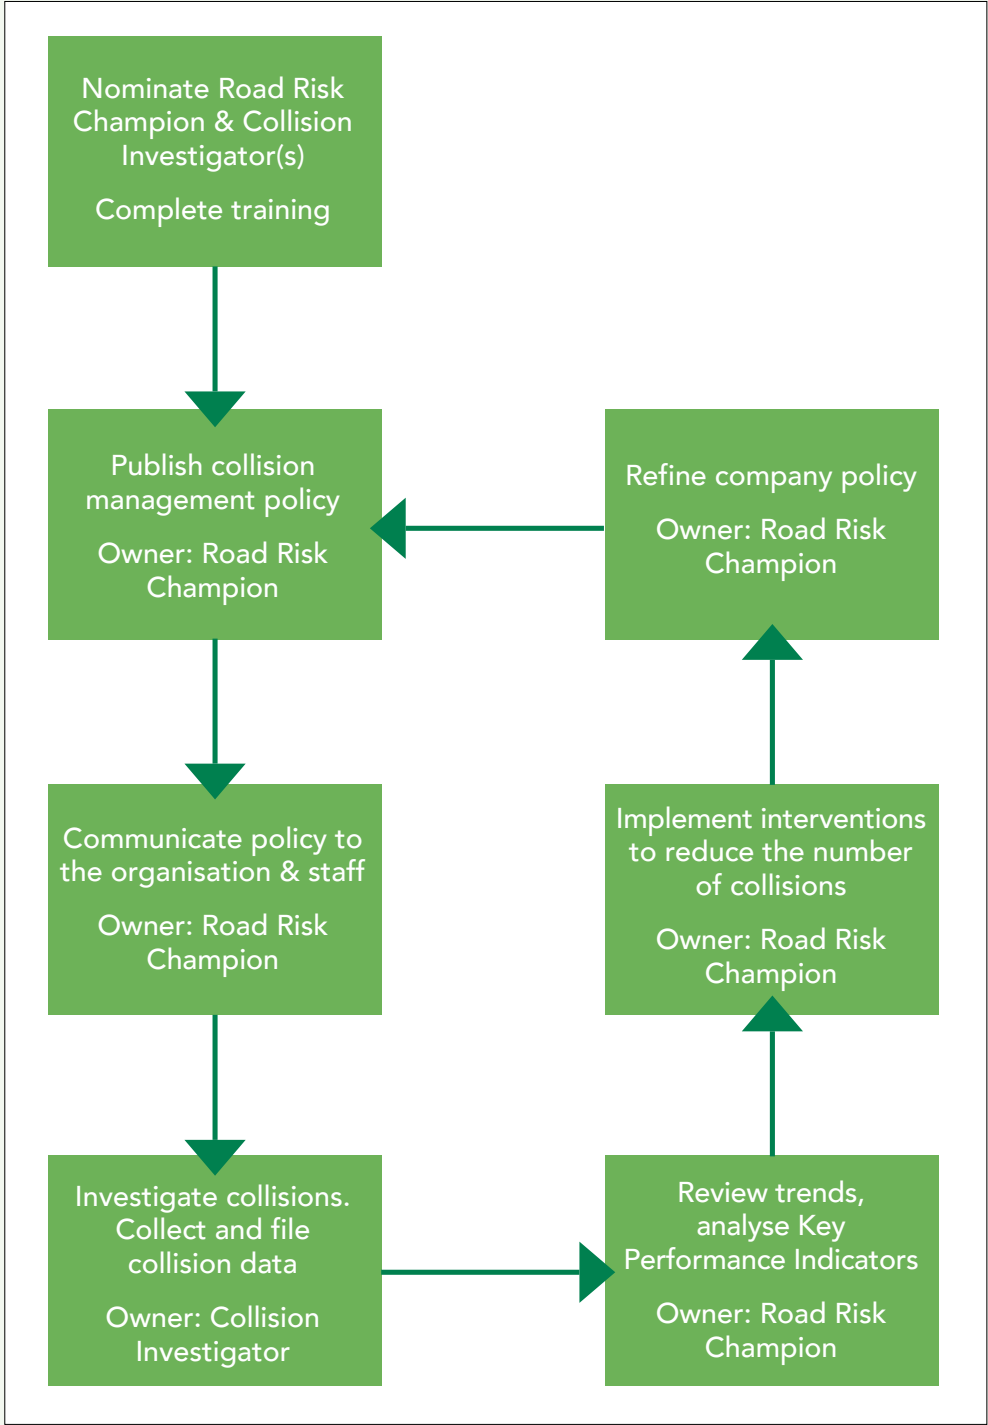 Nominate Road Risk
Champion & Collision
Investigator(s)
Complete training
Publish collision
management policy
Owner: Road Risk
Champion
Communicate policy to
the organisation & staff
Owner: Road Risk
Champion
Investigate collisions.
Collect and file
collision data
Owner: Collision
Investigator
Review trends,
analyse Key
Performance Indicators
Owner: Road Risk
Champion
Implement interventions
to reduce the number
of collisions
Owner: Road Risk
Champion
Refine company policy
Owner: Road Risk
Champion